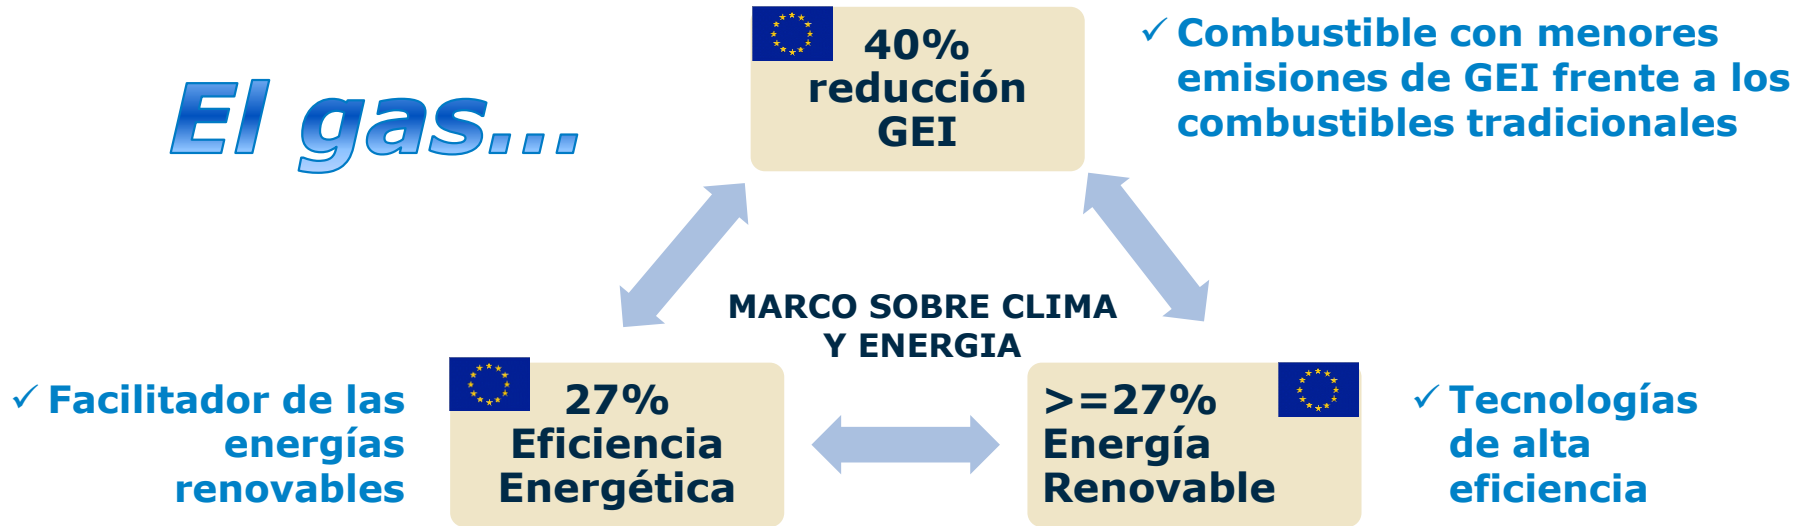 El gas...
40%
reducción
GEI
✓ Combustible con menores
emisiones de GEI frente a los
combustibles tradicionales
MARCO SOBRE CLIMA
Y ENERGIA
✓ Facilitador de las
energías
renovables
27%
Eficiencia
Energética
>=27%
Energía
Renovable
✓ Tecnologías
de alta
eficiencia